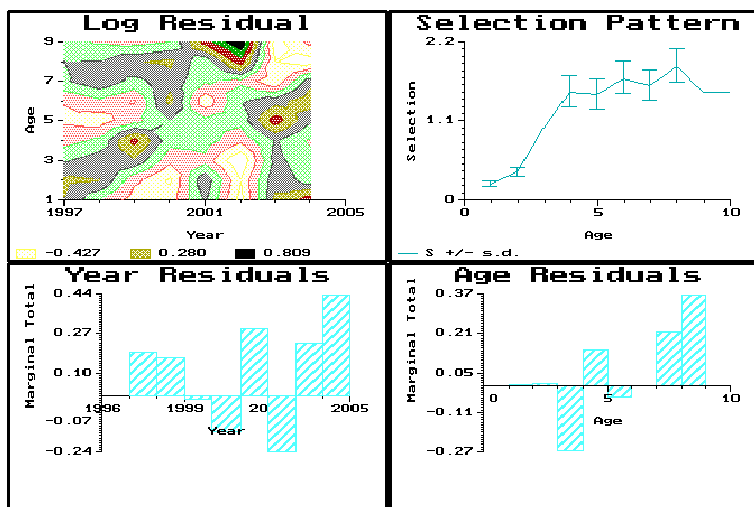 Log Residual
9
7
5
3
1
Age
1997
2001
2005
Year
-0.427
0.280
0.809
Selection Pattern
2.2
1.1
0
Selection
0
5
10
Age
S +/- s.d.
Year Residuals
0.44
0.27
0.10
-0.07
-0.24
Marginal Total
1996
1999
20
2005
Year
Age Residuals
0.37
0.21
0.05
-0.11
-0.27
Marginal Total
0
5
10
Age